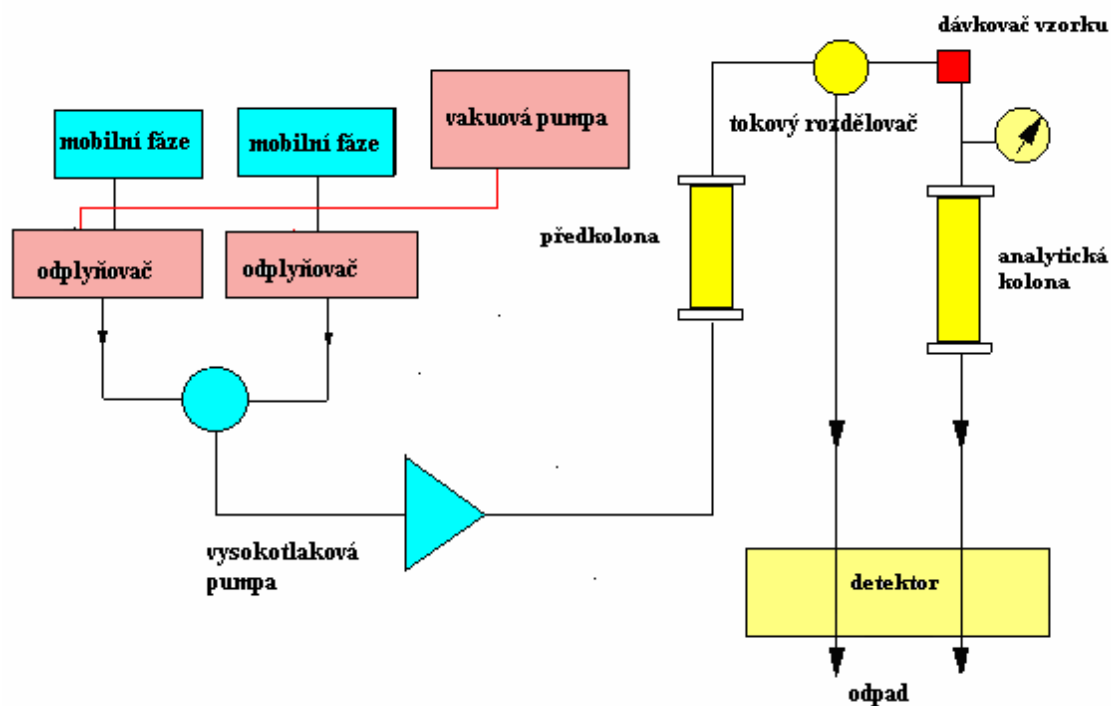 dávkovač vzorku
vakuová pumpa
mobilní fáze
mobilní fáze
tokový rozdělovač
předkolona
analytická
kolona
odplyňovač
odplyňovač
vysokotlaková
pumpa
detektor
odpad